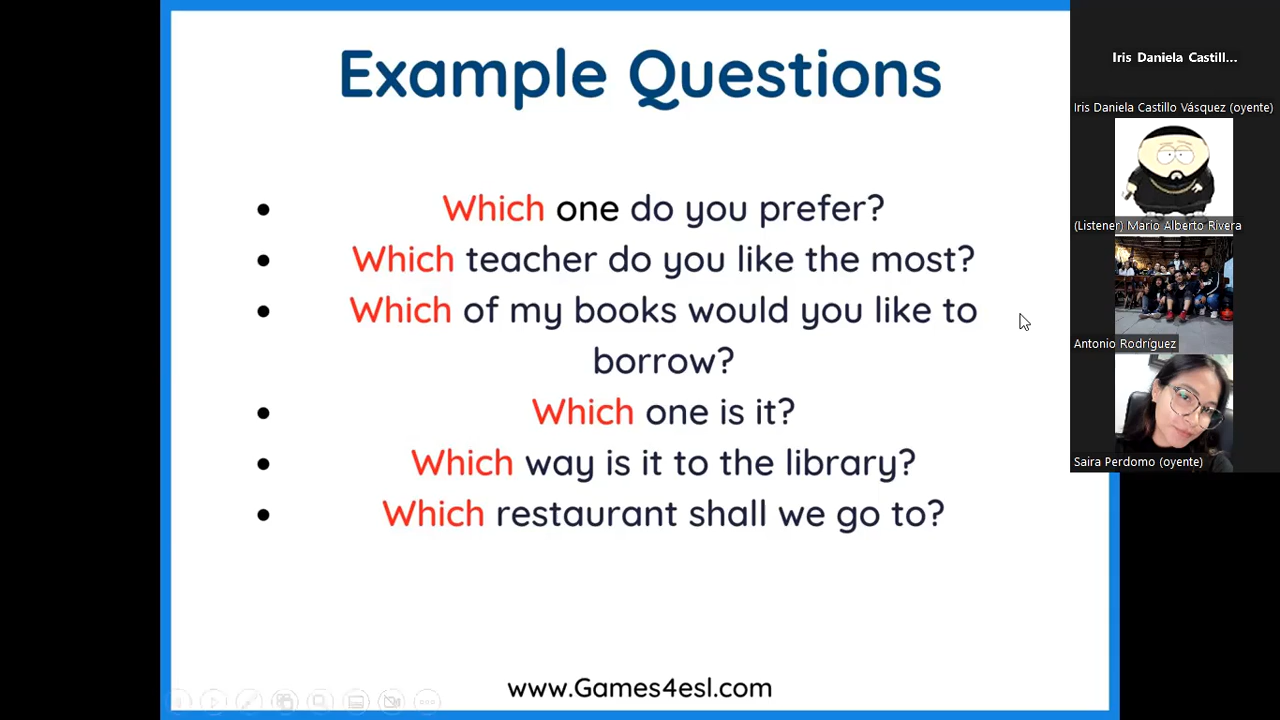 Example Questions
• Which one do you prefer?
• Which teacher do you like the most?
• Which of my books would you like to
borrow?
• Which one is it?
• Which way is it to the library?
• Which restaurant shall we go to?
www.Games4esl.com
Iris Daniela Castill...
Iris Daniela Castillo Vásquez (oyente)
(Listener) Mario Alberto Rivera
Antonio Rodríguez
Saira Perdomo (oyente)